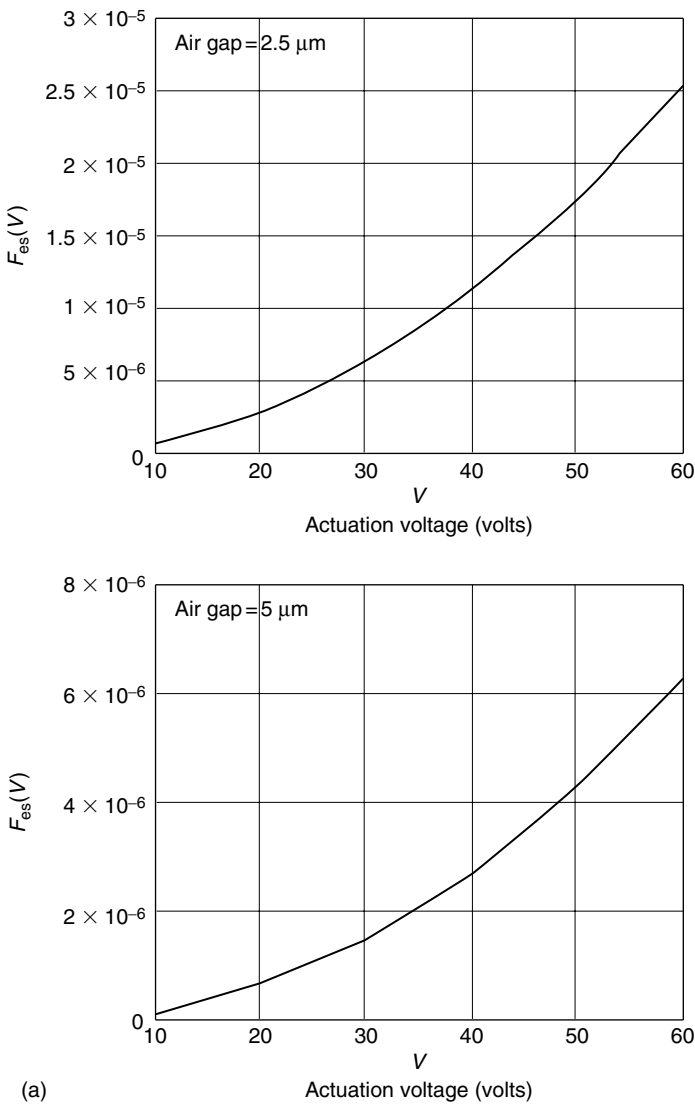 3 × 10⁻⁵
Air gap = 2.5 μm
2.5 × 10⁻⁵
2 × 10⁻⁵
1.5 × 10⁻⁵
1 × 10⁻⁵
5 × 10⁻⁶
0
Fes(V)
10 20 30 40 50 60
V
Actuation voltage (volts)
8 × 10⁻⁶
Air gap = 5 μm
6 × 10⁻⁶
4 × 10⁻⁶
2 × 10⁻⁶
0
Fes(V)
10 20 30 40 50 60
V
(a) Actuation voltage (volts)